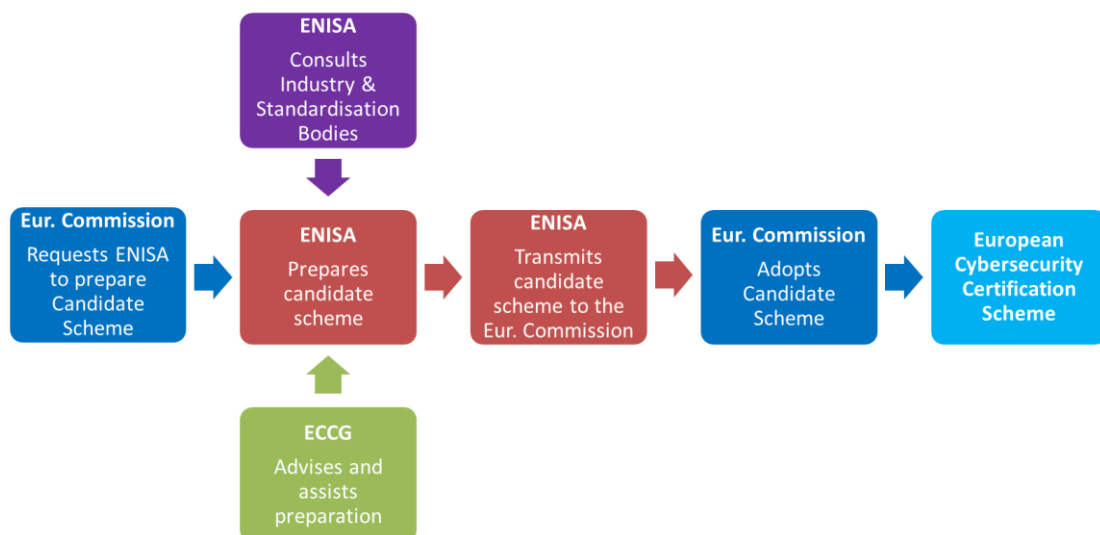 ENISA
Consults
Industry &
Standardisation
Bodies
Eur. Commission
Requests ENISA
to prepare
Candidate
Scheme
ENISA
Prepares
candidate
scheme
ENISA
Transmits
candidate
scheme to the
Eur. Commission
Eur. Commission
Adopts
Candidate
Scheme
European
Cybersecurity
Certification
Scheme
ECCG
Advises and
assists
preparation